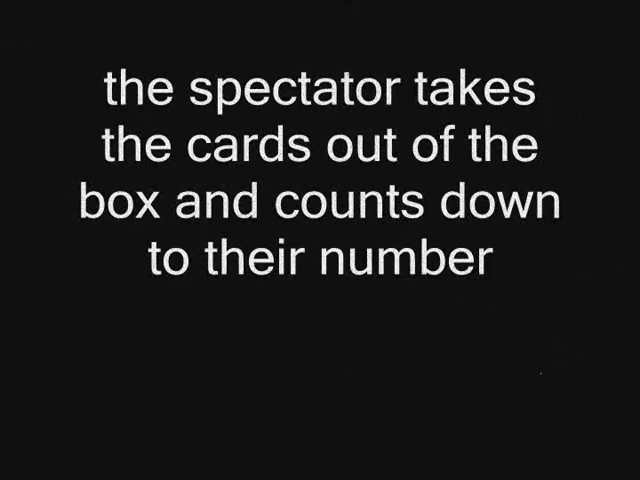 the spectator takes
the cards out of the
box and counts down
to their number